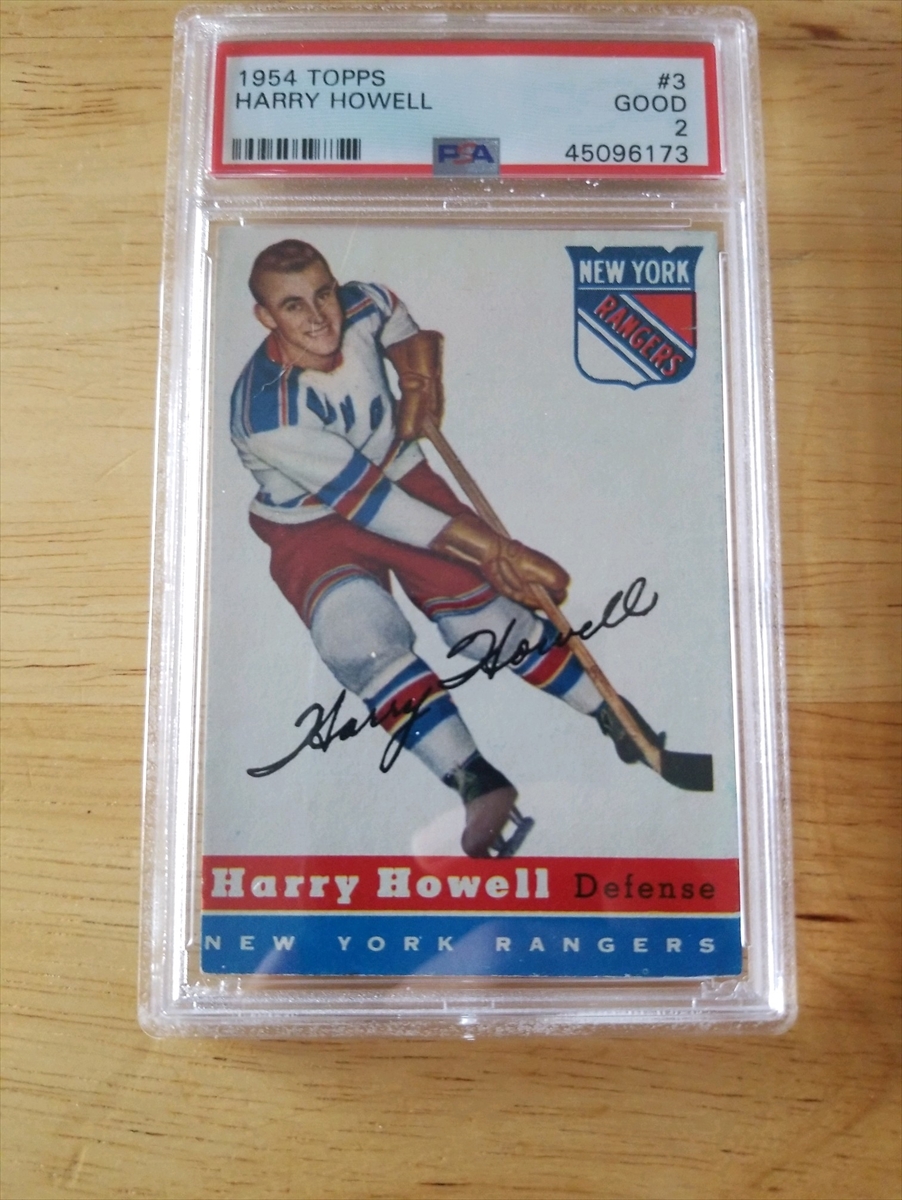 1954 TOPPS #3
HARRY HOWELL GOOD
2
PSA 45096173
NEW YORK
RANGERS
Harry Howell
Harry Howell Defense
NEW YORK RANGERS